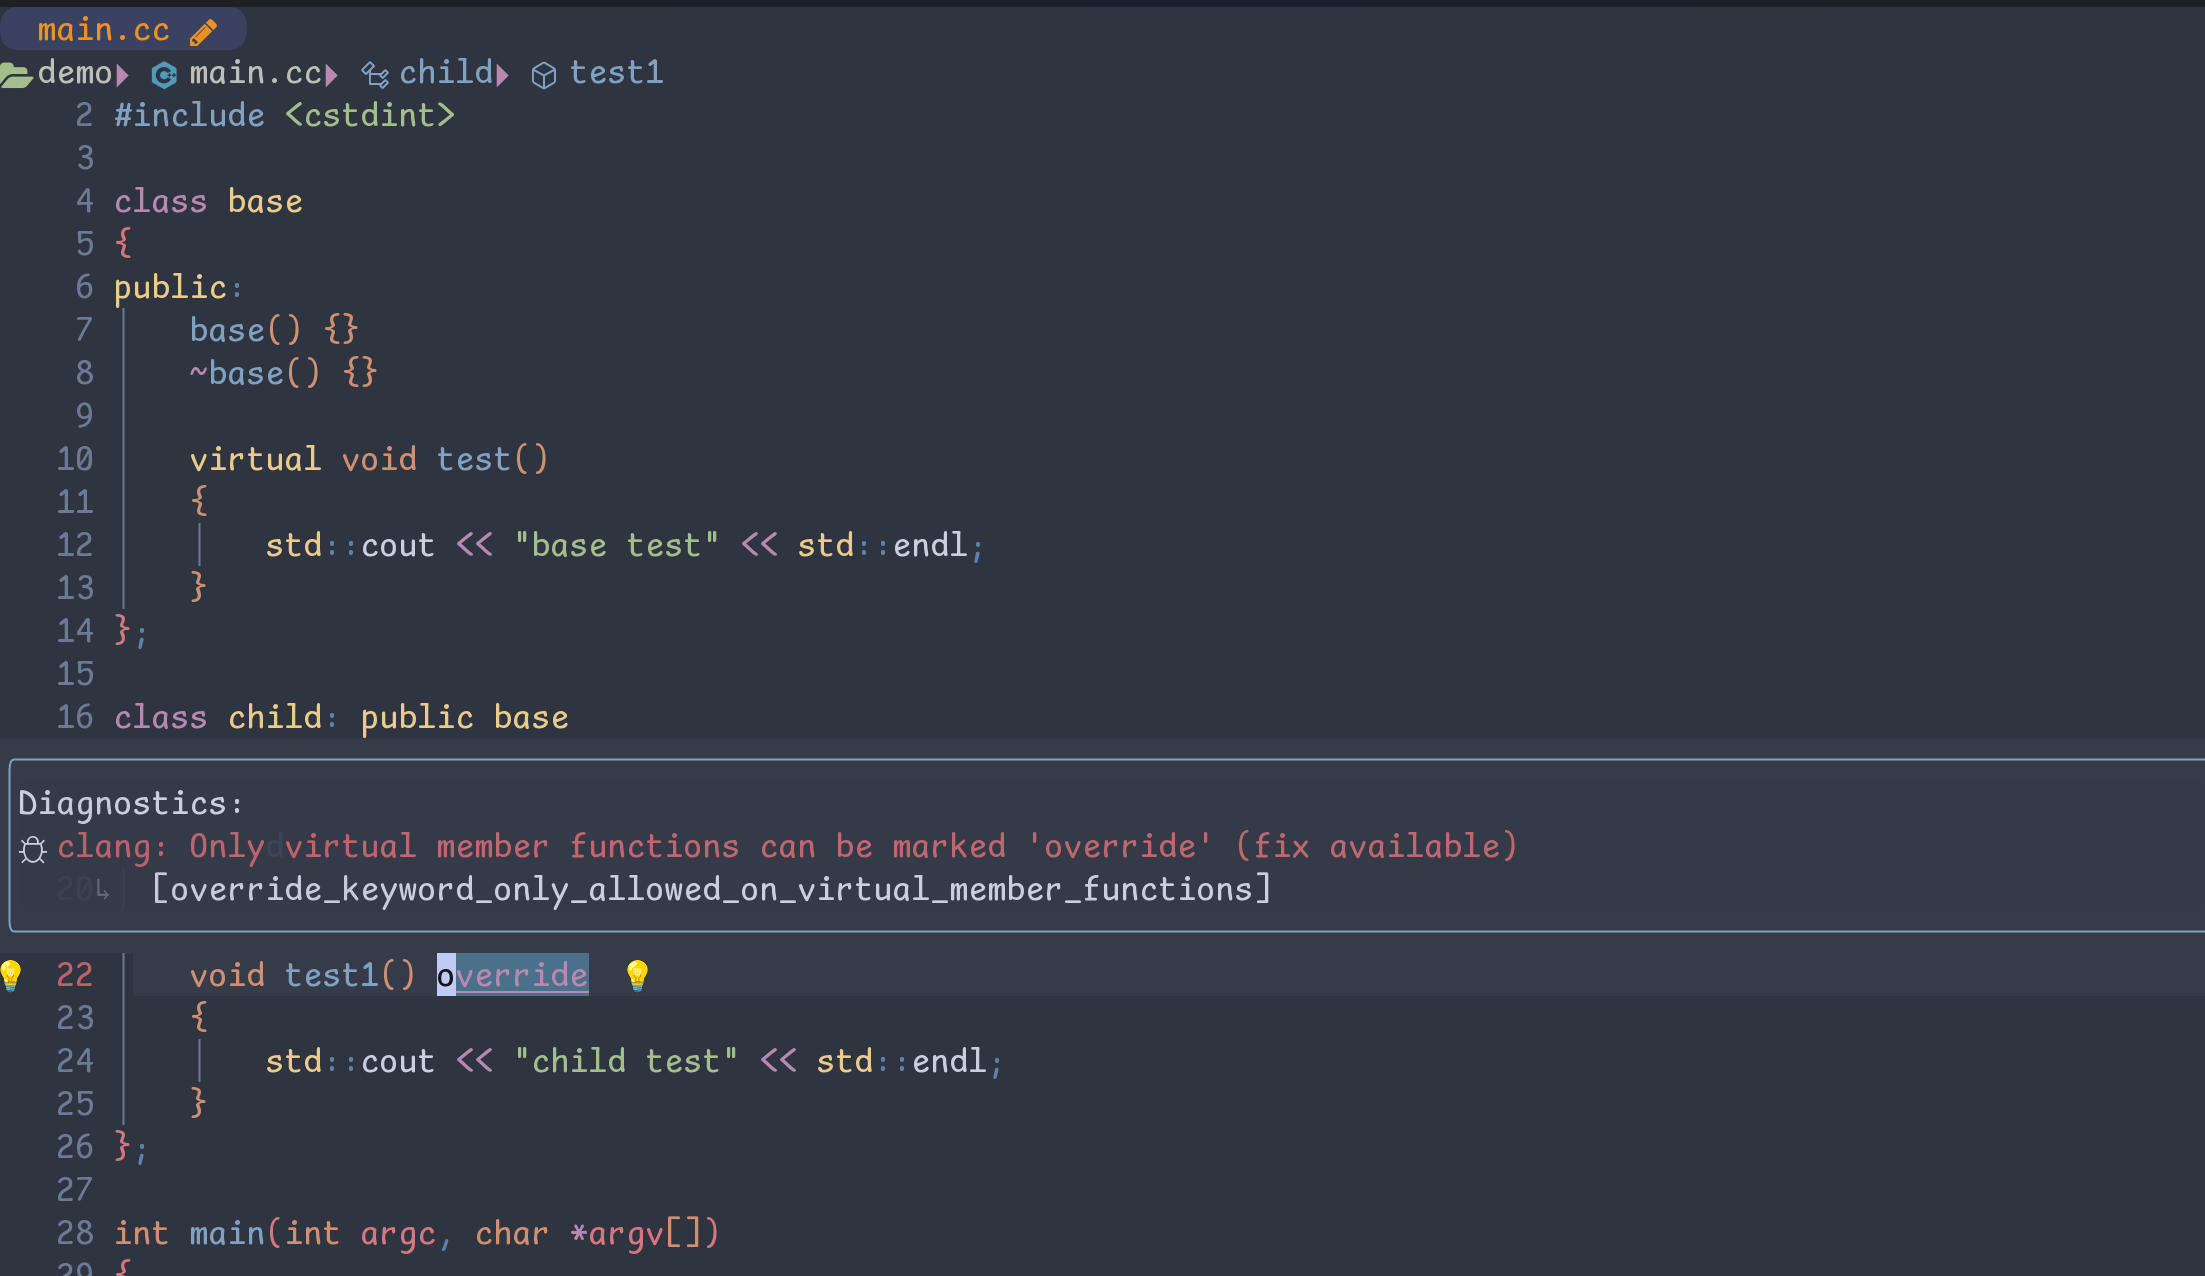 main.cc
demo main.cc child test1
2 #include <cstdint>
3
4 class base
5 {
6 public:
7     base() {}
8     ~base() {}
9
10     virtual void test()
11     {
12         std::cout << "base test" << std::endl;
13     }
14 };
15
16 class child: public base
Diagnostics:
clang: Only virtual member functions can be marked 'override' (fix available)
20↳ [override_keyword_only_allowed_on_virtual_member_functions]
22     void test1() override
23     {
24         std::cout << "child test" << std::endl;
25     }
26 };
27
28 int main(int argc, char *argv[])
29 {